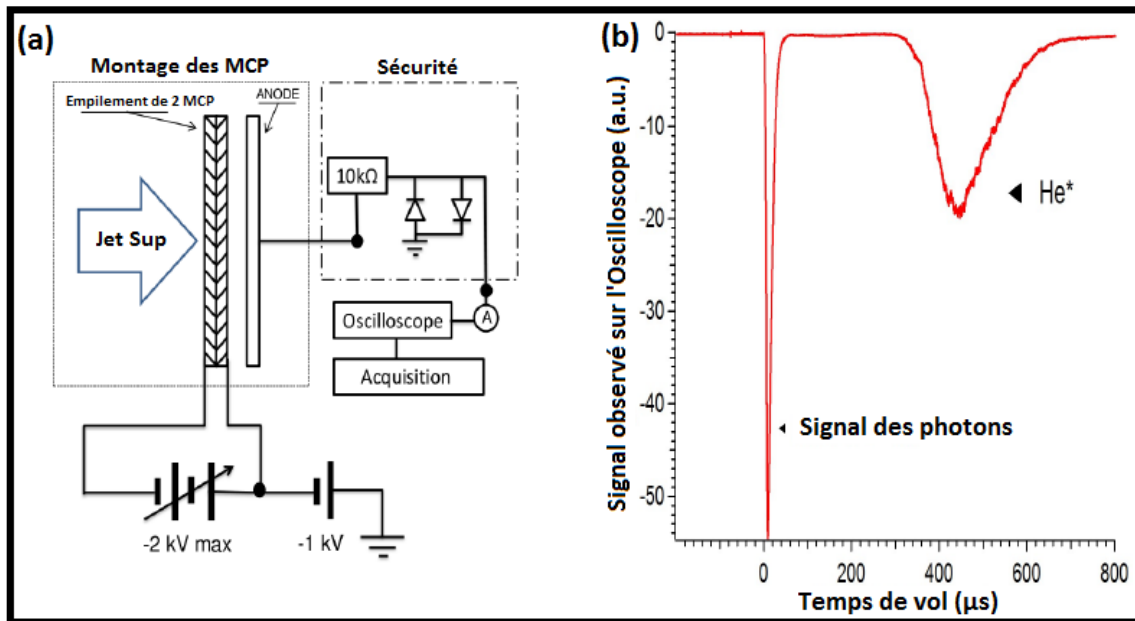 (a)
Montage des MCP
Sécurité
Empilement de 2 MCP
ANODE
10kΩ
Jet Sup
Oscilloscope
A
Acquisition
-2 kV max
-1 kV
(b)
Signal observé sur l'Oscilloscope (a.u.)
0
-10
-20
-30
-40
-50
He*
Signal des photons
0
200
400
600
800
Temps de vol (µs)